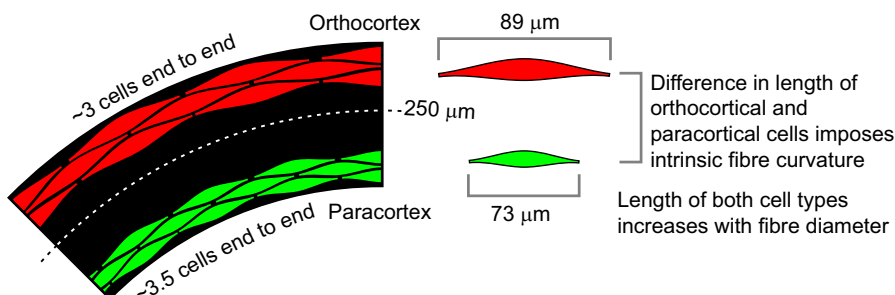 Orthocortex
~3 cells end to end
250 μm
Paracortex
~3.5 cells end to end
89 μm
73 μm
Difference in length of
orthocortical and
paracortical cells imposes
intrinsic fibre curvature
Length of both cell types
increases with fibre diameter